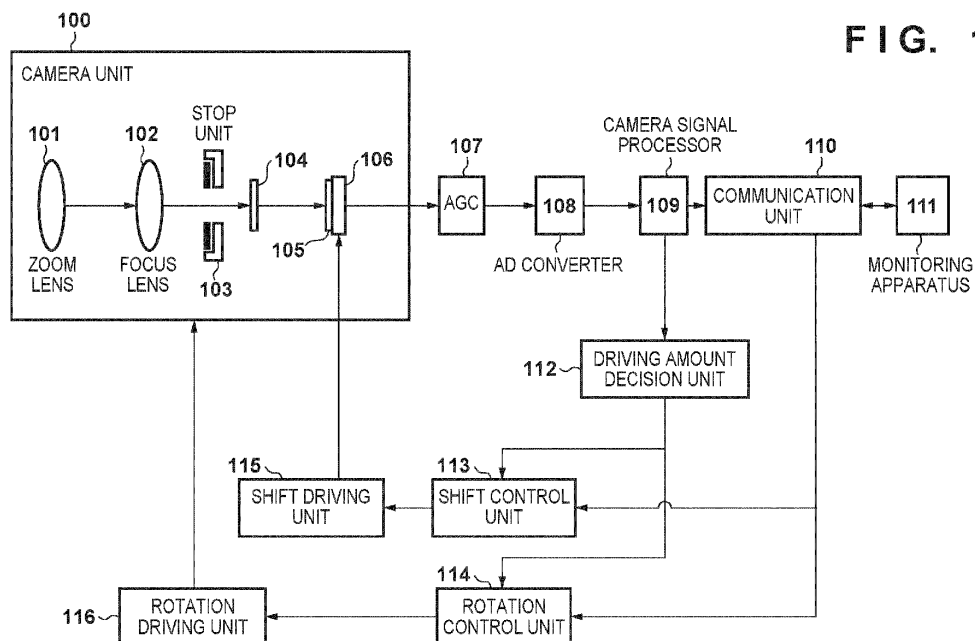 100
FIG. 1
CAMERA UNIT
101
102
STOP
UNIT
104
106
105
103
ZOOM
LENS
FOCUS
LENS
107
AGC
108
AD CONVERTER
CAMERA SIGNAL
PROCESSOR
109
110
COMMUNICATION
UNIT
111
MONITORING
APPARATUS
112
DRIVING AMOUNT
DECISION UNIT
115
SHIFT DRIVING
UNIT
113
SHIFT CONTROL
UNIT
114
ROTATION
CONTROL UNIT
116
ROTATION
DRIVING UNIT